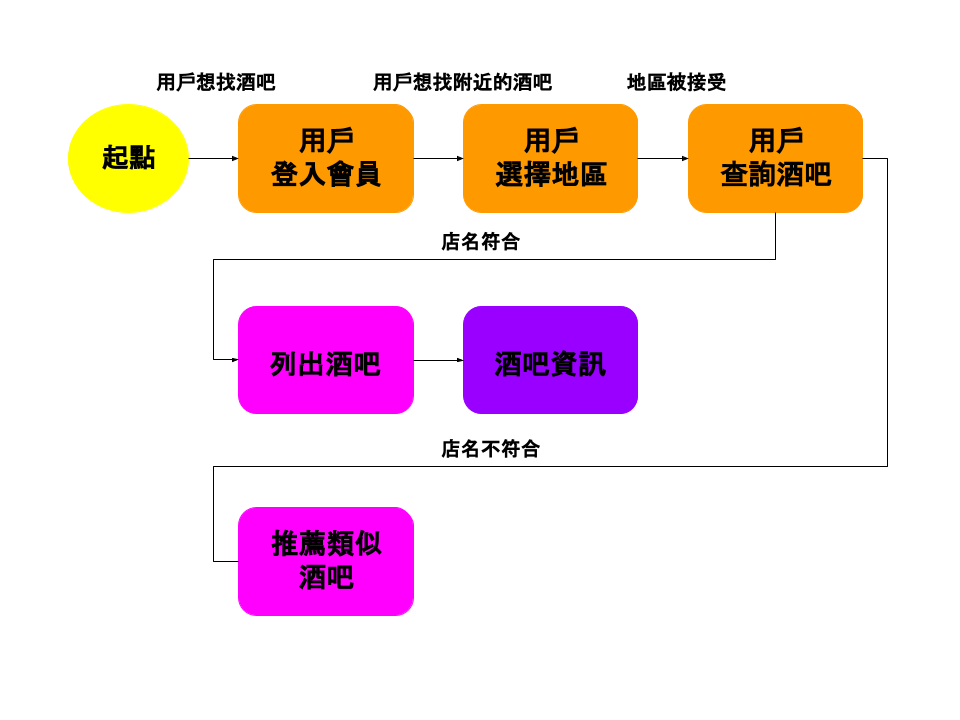 用戶想找酒吧
用戶想找附近的酒吧
地區被接受
起點
用戶
登入會員
用戶
選擇地區
用戶
查詢酒吧
店名符合
列出酒吧
酒吧資訊
店名不符合
推薦類似
酒吧